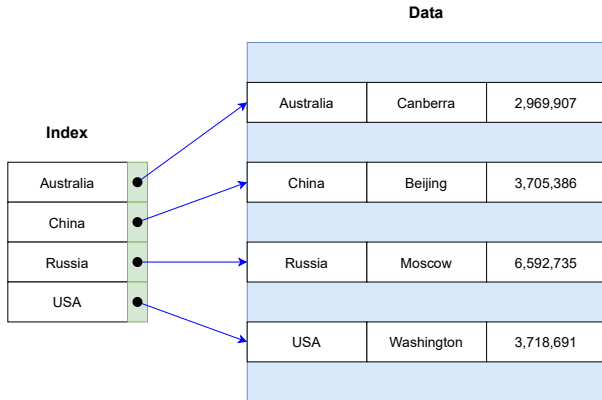 Data
Australia Canberra 2,969,907
Index
Australia
China Beijing 3,705,386
China
Russia
Russia Moscow 6,592,735
USA
USA Washington 3,718,691